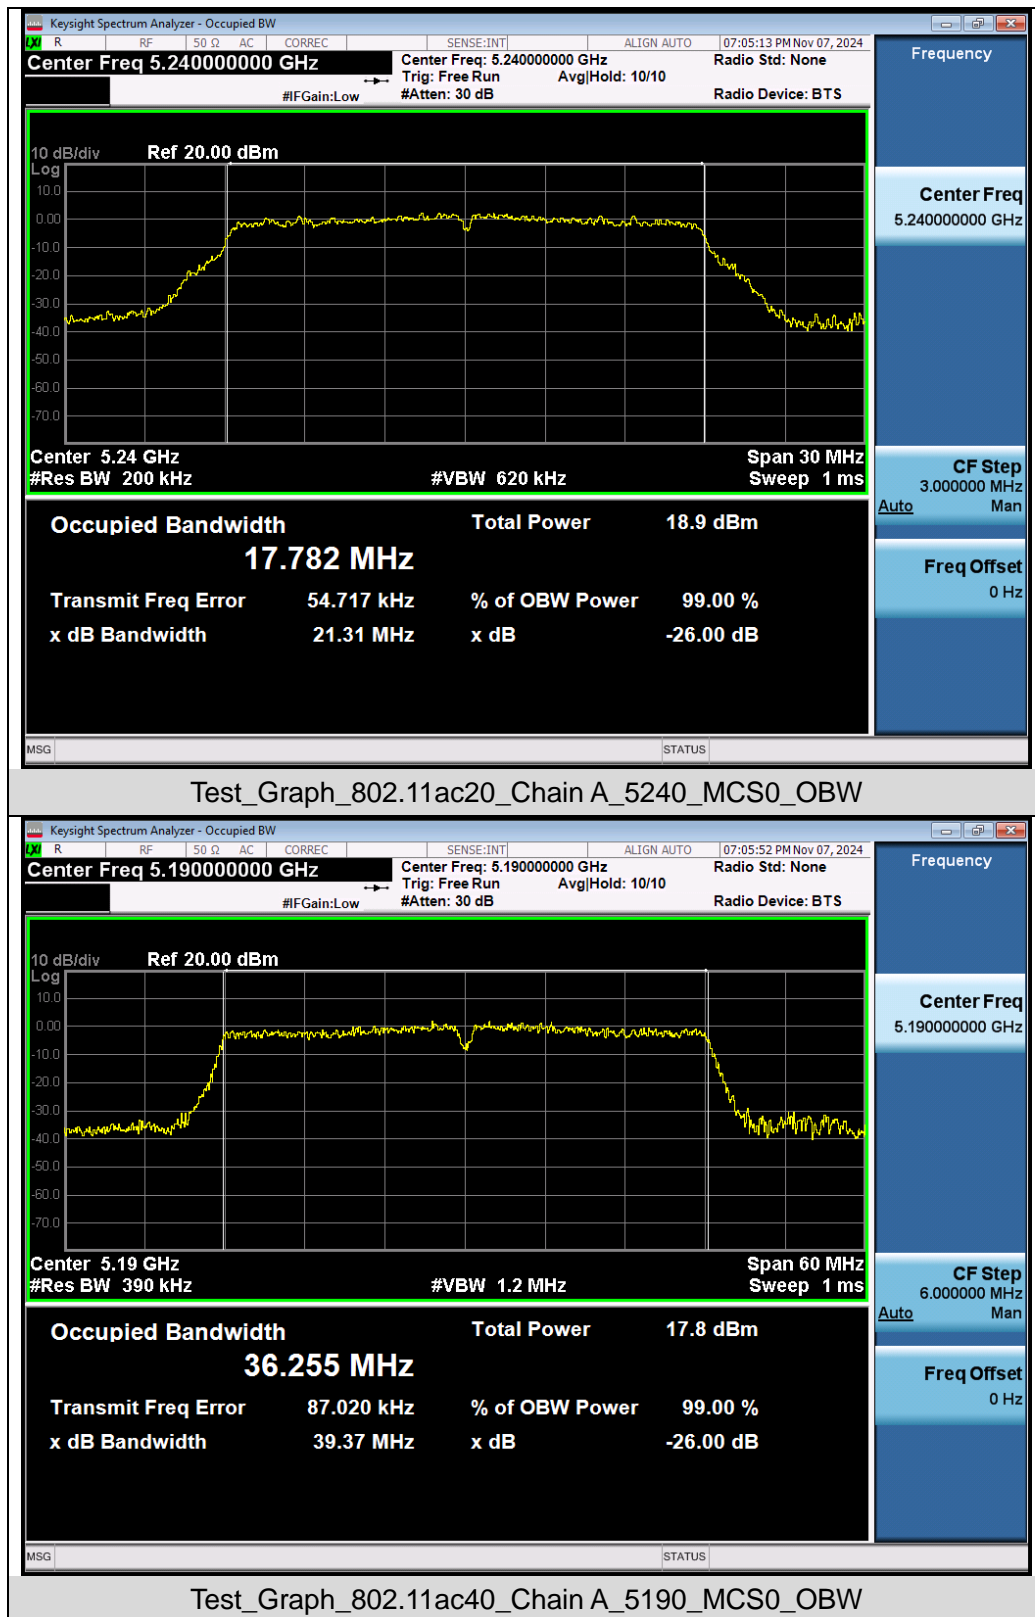 Keysight Spectrum Analyzer - Occupied BW
LXI R RF 50 Ω AC CORREC SENSE:INT ALIGN AUTO 07:05:13 PM Nov 07, 2024
Center Freq 5.240000000 GHz
Center Freq: 5.240000000 GHz
Radio Std: None
Trig: Free Run Avg|Hold: 10/10
#IFGain:Low
#Atten: 30 dB
Radio Device: BTS
Frequency
10 dB/div Ref 20.00 dBm
Log
10.0
0.00
-10.0
-20.0
-30.0
-40.0
-50.0
-60.0
-70.0
Center Freq
5.240000000 GHz
Center 5.24 GHz Span 30 MHz
#Res BW 200 kHz #VBW 620 kHz Sweep 1 ms
CF Step
3.000000 MHz
Auto Man
Occupied Bandwidth Total Power 18.9 dBm
17.782 MHz
Transmit Freq Error 54.717 kHz % of OBW Power 99.00 %
x dB Bandwidth 21.31 MHz x dB -26.00 dB
Freq Offset
0 Hz
MSG STATUS
Test_Graph_802.11ac20_Chain A_5240_MCS0_OBW
Keysight Spectrum Analyzer - Occupied BW
LXI R RF 50 Ω AC CORREC SENSE:INT ALIGN AUTO 07:05:52 PM Nov 07, 2024
Center Freq 5.190000000 GHz
Center Freq: 5.190000000 GHz
Radio Std: None
Trig: Free Run Avg|Hold: 10/10
#IFGain:Low
#Atten: 30 dB
Radio Device: BTS
Frequency
10 dB/div Ref 20.00 dBm
Log
10.0
0.00
-10.0
-20.0
-30.0
-40.0
-50.0
-60.0
-70.0
Center Freq
5.190000000 GHz
Center 5.19 GHz Span 60 MHz
#Res BW 390 kHz #VBW 1.2 MHz Sweep 1 ms
CF Step
6.000000 MHz
Auto Man
Occupied Bandwidth Total Power 17.8 dBm
36.255 MHz
Transmit Freq Error 87.020 kHz % of OBW Power 99.00 %
x dB Bandwidth 39.37 MHz x dB -26.00 dB
Freq Offset
0 Hz
MSG STATUS
Test_Graph_802.11ac40_Chain A_5190_MCS0_OBW